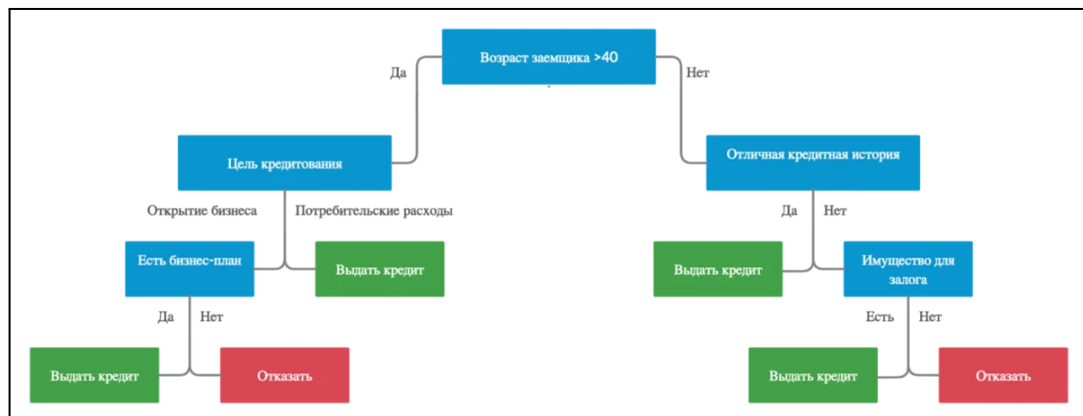 Возраст заемщика >40
Да
Нет
Цель кредитования
Отличная кредитная история
Открытие бизнеса
Потребительские расходы
Да
Нет
Есть бизнес-план
Выдать кредит
Выдать кредит
Имущество для
залога
Да
Нет
Есть
Нет
Выдать кредит
Отказать
Выдать кредит
Отказать